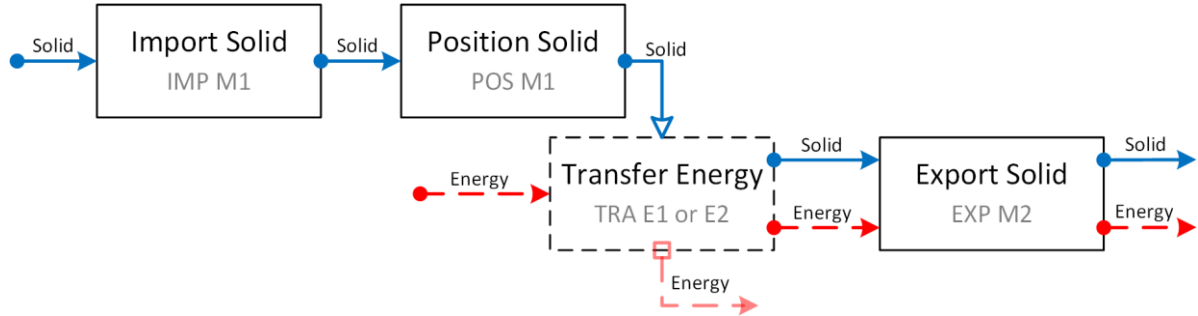 Solid
Import Solid
IMP M1
Solid
Position Solid
POS M1
Solid
Energy
Transfer Energy
TRA E1 or E2
Solid
Energy
Energy
Export Solid
EXP M2
Solid
Energy